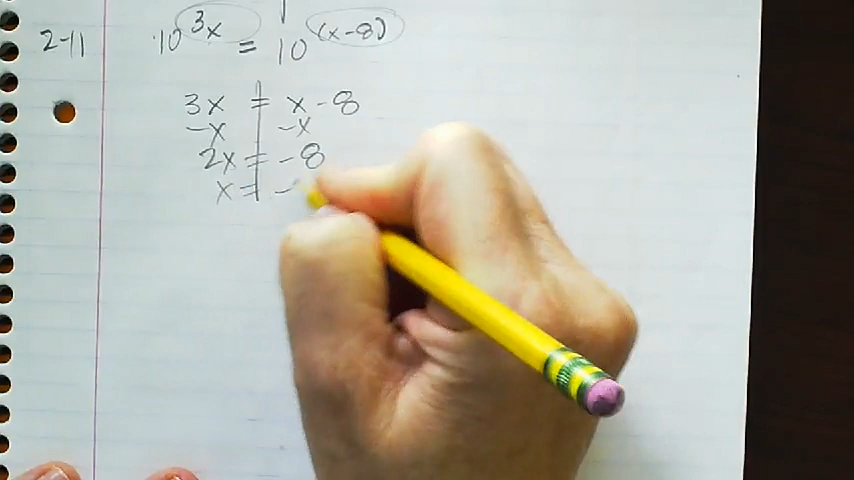 2-11 10^{3x} = 10^{(x-8)}
3x = x - 8
-x -x
2x = -8
x = -